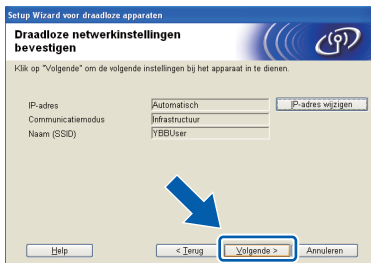 Setup Wizard voor draadloze apparaten
Draadloze netwerkinstellingen
bevestigen
Klik op "Volgende" om de volgende instellingen bij het apparaat in te dienen.
IP-adres Automatisch IP-adres wijzigen
Communicatiemodus Infrastructuur
Naam (SSID) YBBUser
Help < Terug Volgende > Annuleren